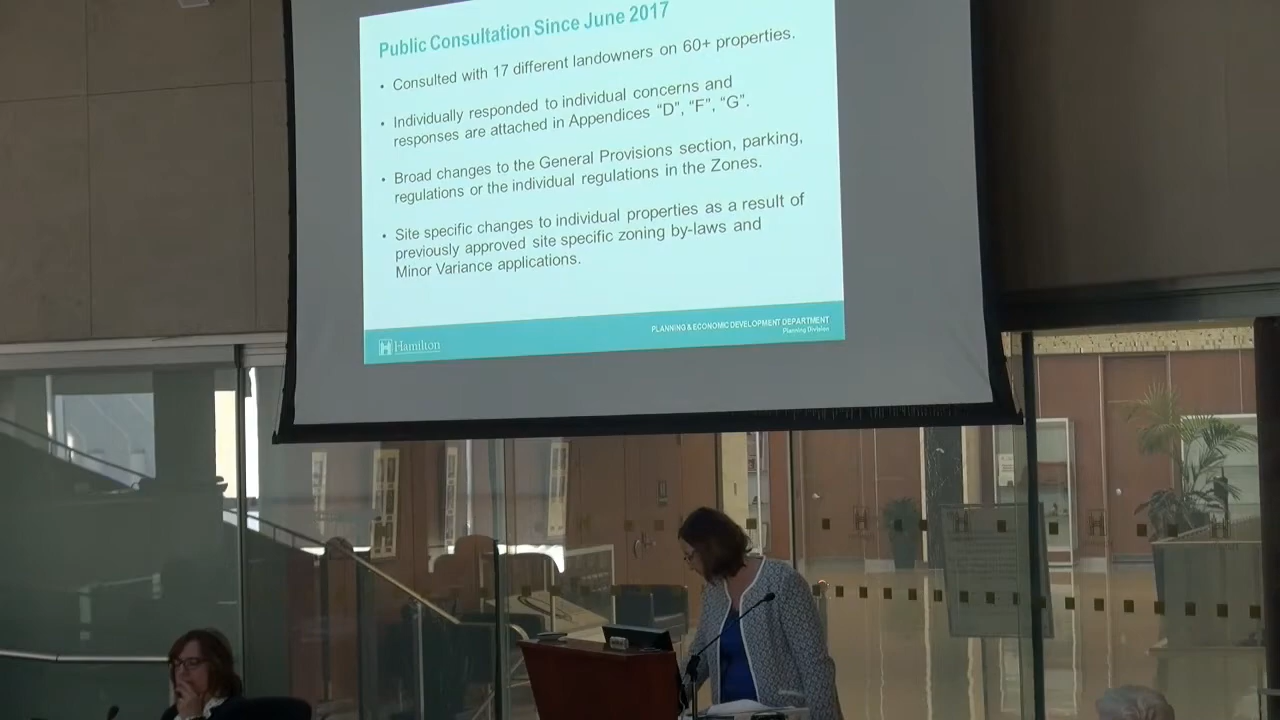 Public Consultation Since June 2017
• Consulted with 17 different landowners on 60+ properties.
• Individually responded to individual concerns and
responses are attached in Appendices “D”, “F”, “G”.
• Broad changes to the General Provisions section, parking,
regulations or the individual regulations in the Zones.
• Site specific changes to individual properties as a result of
previously approved site specific zoning by-laws and
Minor Variance applications.
Hamilton
PLANNING & ECONOMIC DEVELOPMENT DEPARTMENT
Planning Division